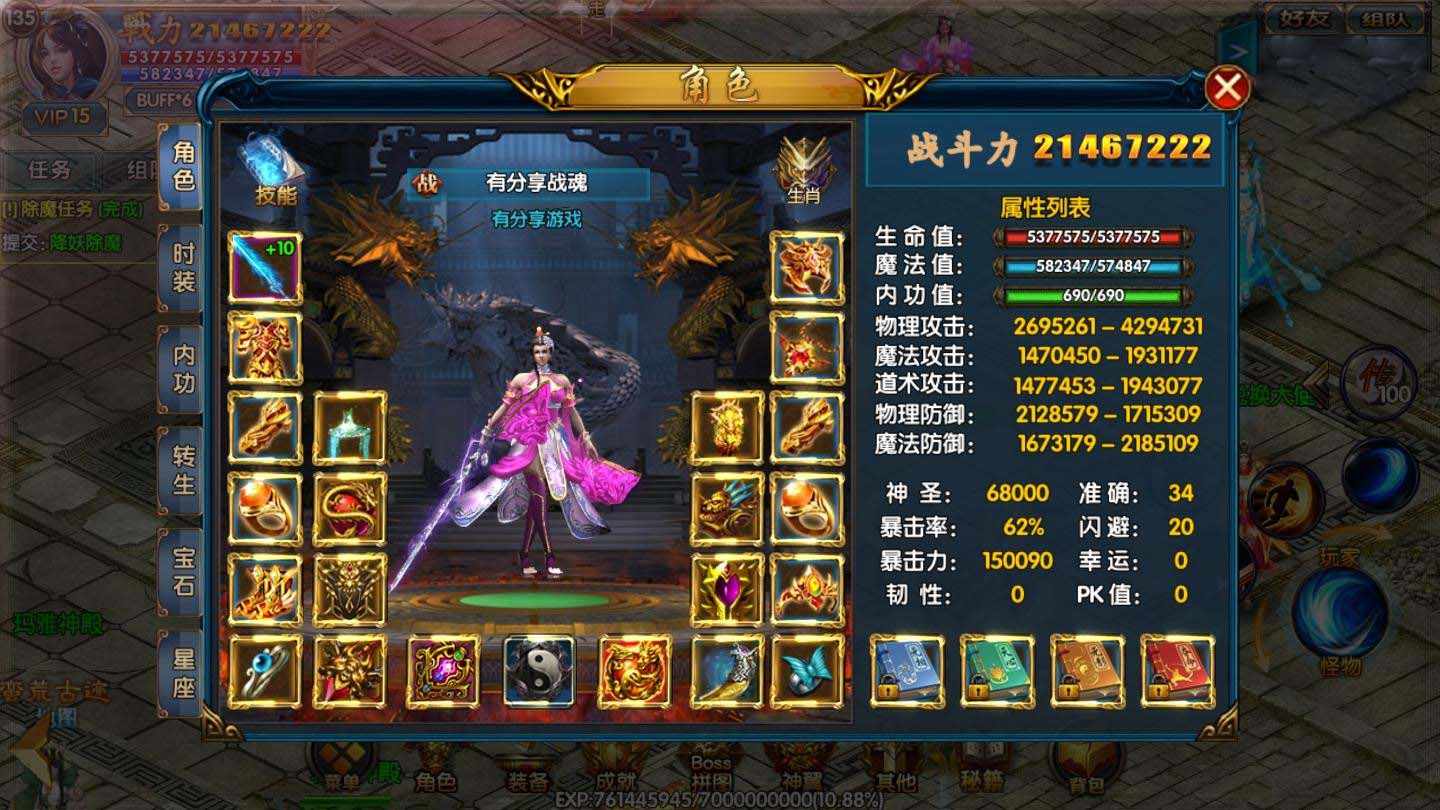 135
戰力 21467222
5377575/5377575
BUFF*6
VIP 15
好友 组队
任务
[!]除魔任务(完成)
提交:降妖除魔
角色
角色
时装
内功
转生
宝石
星座
技能
战 有分享战魂
有分享游戏
生肖
+10
战斗力 21467222
属性列表
生命值: 5377575/5377575
魔法值: 582347/574847
内功值: 690/690
物理攻击: 2695261 – 4294731
魔法攻击: 1470450 – 1931177
道术攻击: 1477453 – 1943077
物理防御: 2128579 – 1715309
魔法防御: 1673179 – 2185109
神 圣: 68000 准 确: 34
暴击率: 62% 闪 避: 20
暴击力: 150090 幸 运: 0
韧 性: 0 PK 值: 0
100
玩家
怪物
玛雅神殿
地图
菜单
角色
装备
成就
Boss
拼图
神翼
其他
秘籍
背包
EXP:761445945/7000000000(10.88%)